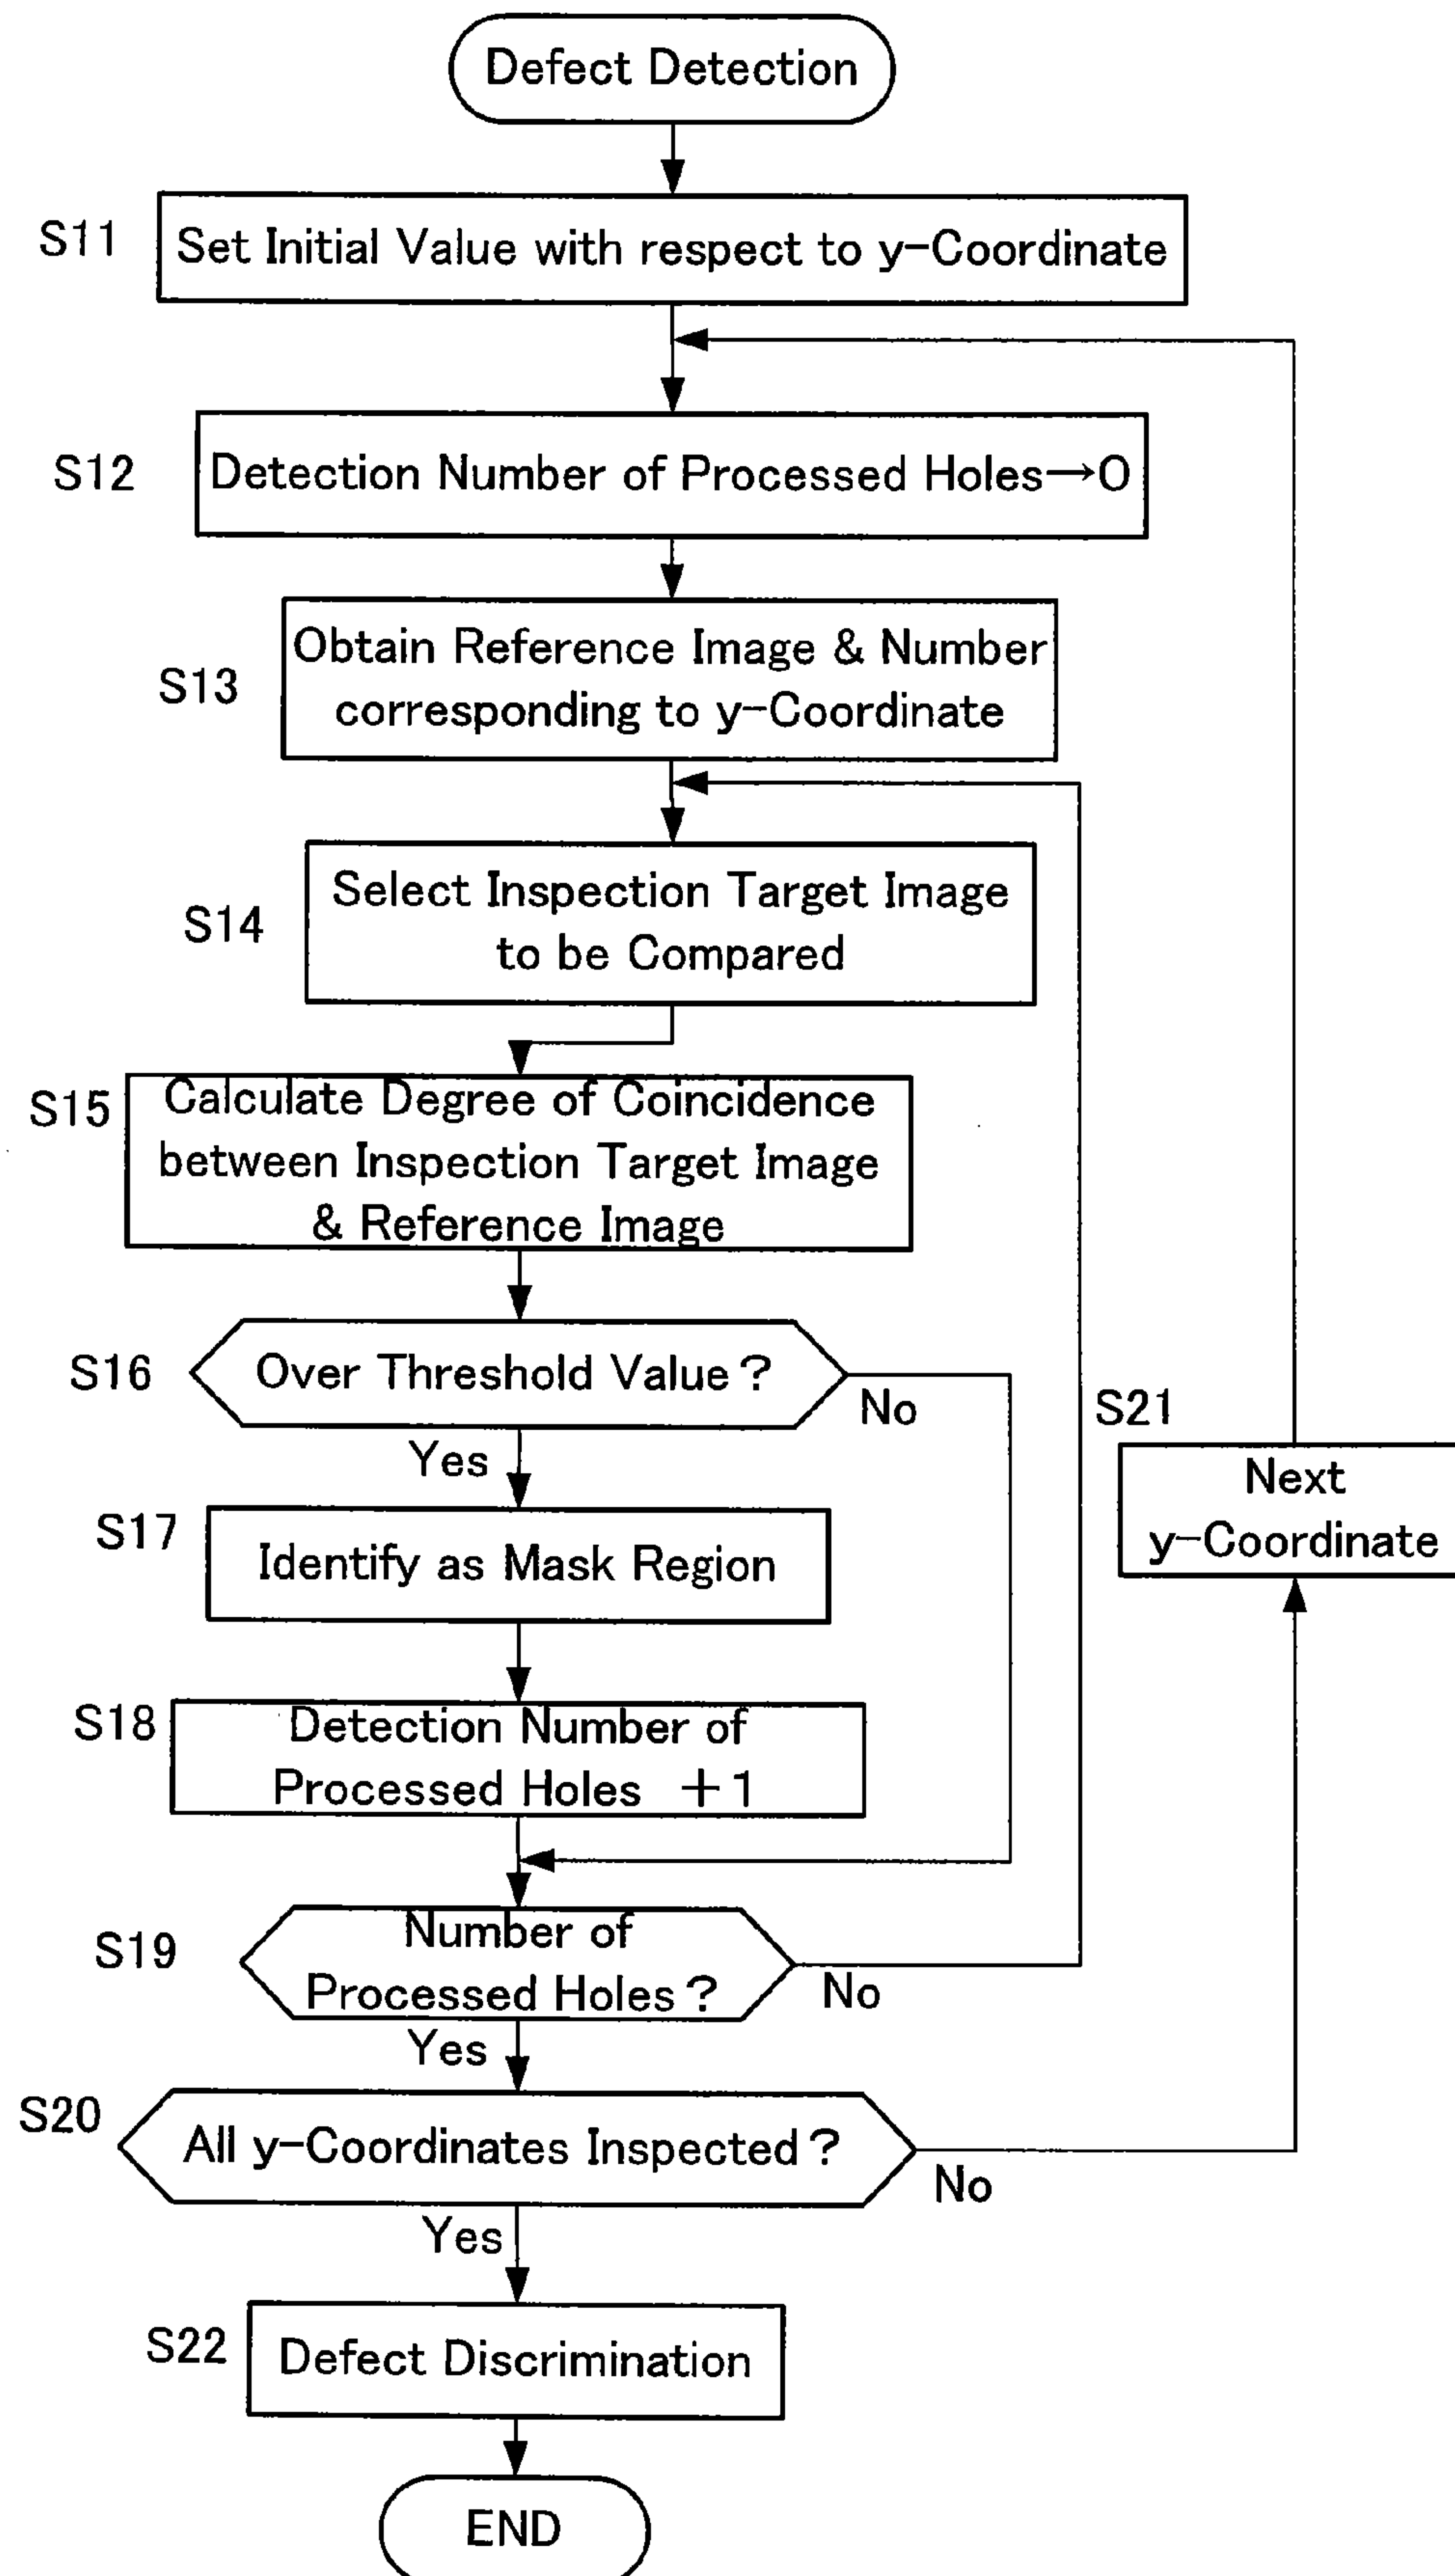 Defect Detection
S11
Set Initial Value with respect to y-Coordinate
S12
Detection Number of Processed Holes→0
S13
Obtain Reference Image & Number
corresponding to y-Coordinate
S14
Select Inspection Target Image
to be Compared
S15
Calculate Degree of Coincidence
between Inspection Target Image
& Reference Image
S16
Over Threshold Value?
No
Yes
S21
Next
y-Coordinate
S17
Identify as Mask Region
S18
Detection Number of
Processed Holes +1
S19
Number of
Processed Holes?
No
Yes
S20
All y-Coordinates Inspected?
No
Yes
S22
Defect Discrimination
END